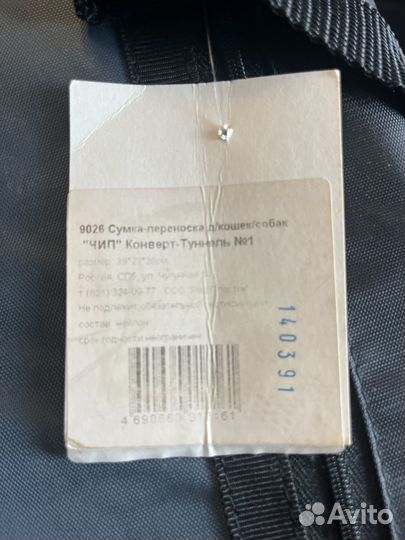 9026 Сумка-переноска д/кошек/собак
"ЧИП" Конверт-Туннель №1
размер
Россия, СПб, ул.
Не подлежит обязательной
состав нейлон
срок годности неограничен
140391
Avito